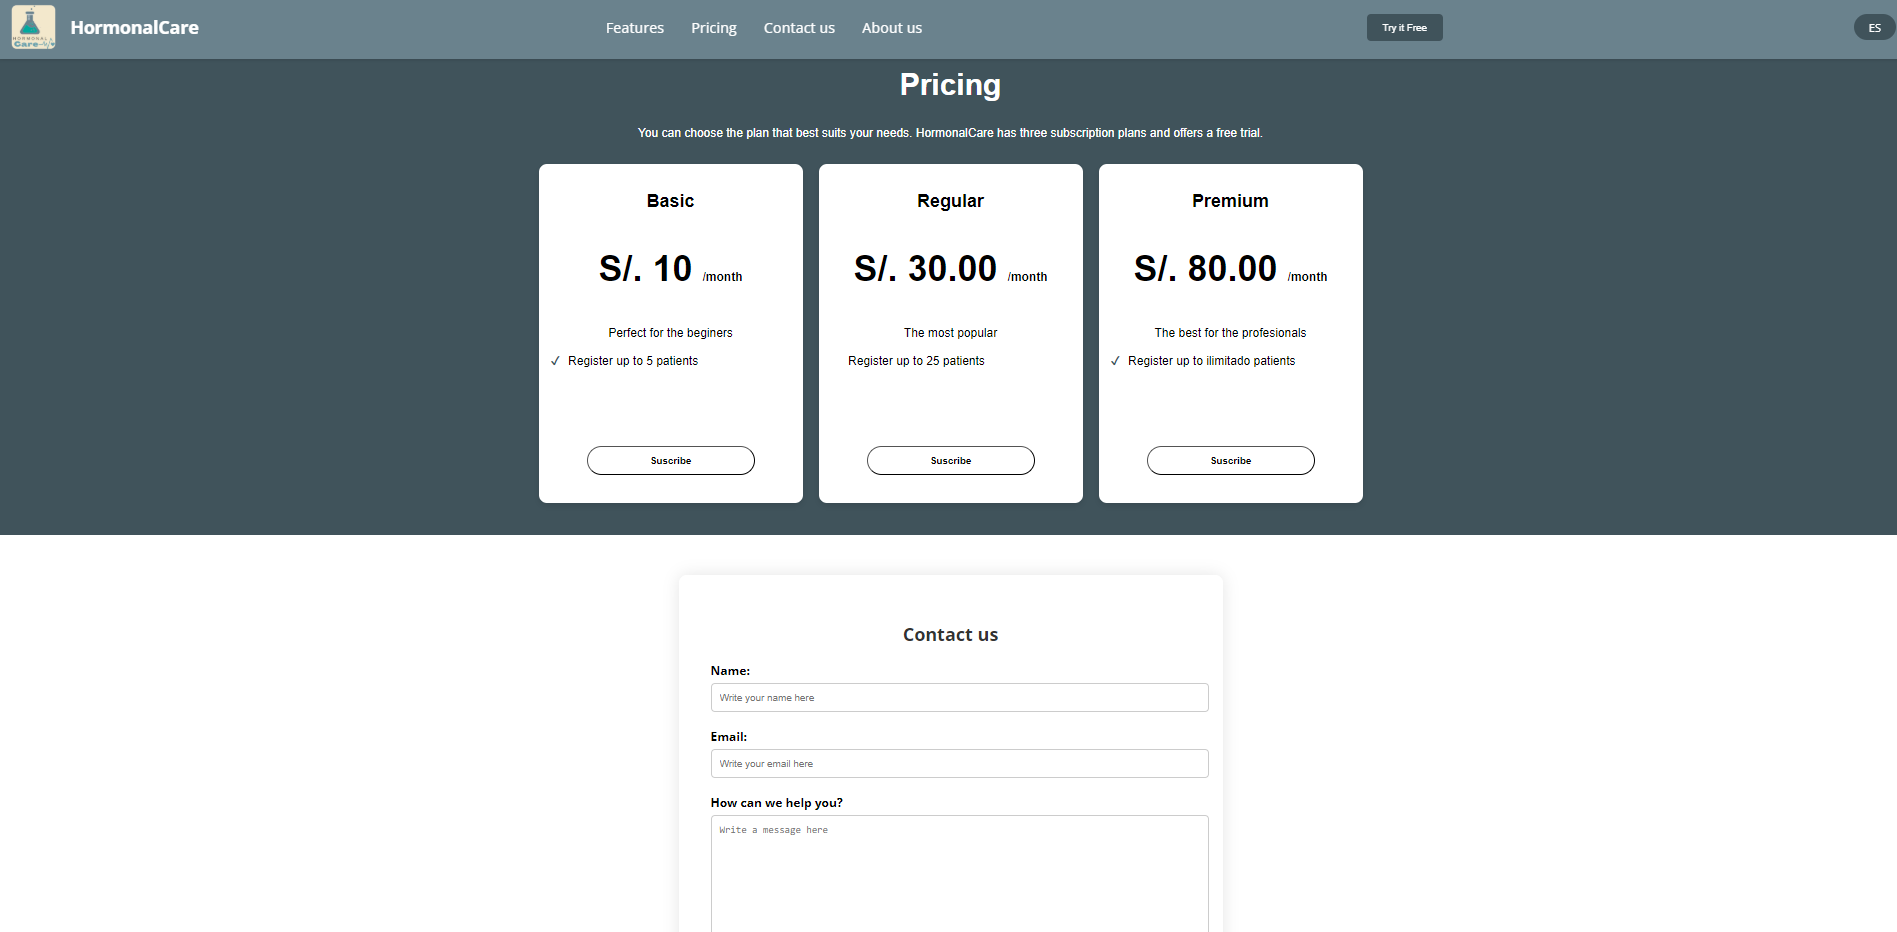 HORMONAL
Care
HormonalCare
Features
Pricing
Contact us
About us
Try it Free
ES
Pricing
You can choose the plan that best suits your needs. HormonalCare has three subscription plans and offers a free trial.
Basic
S/. 10 /month
Perfect for the beginers
✓ Register up to 5 patients
Suscribe
Regular
S/. 30.00 /month
The most popular
Register up to 25 patients
Suscribe
Premium
S/. 80.00 /month
The best for the profesionals
✓ Register up to ilimitado patients
Suscribe
Contact us
Name:
Write your name here
Email:
Write your email here
How can we help you?
Write a message here